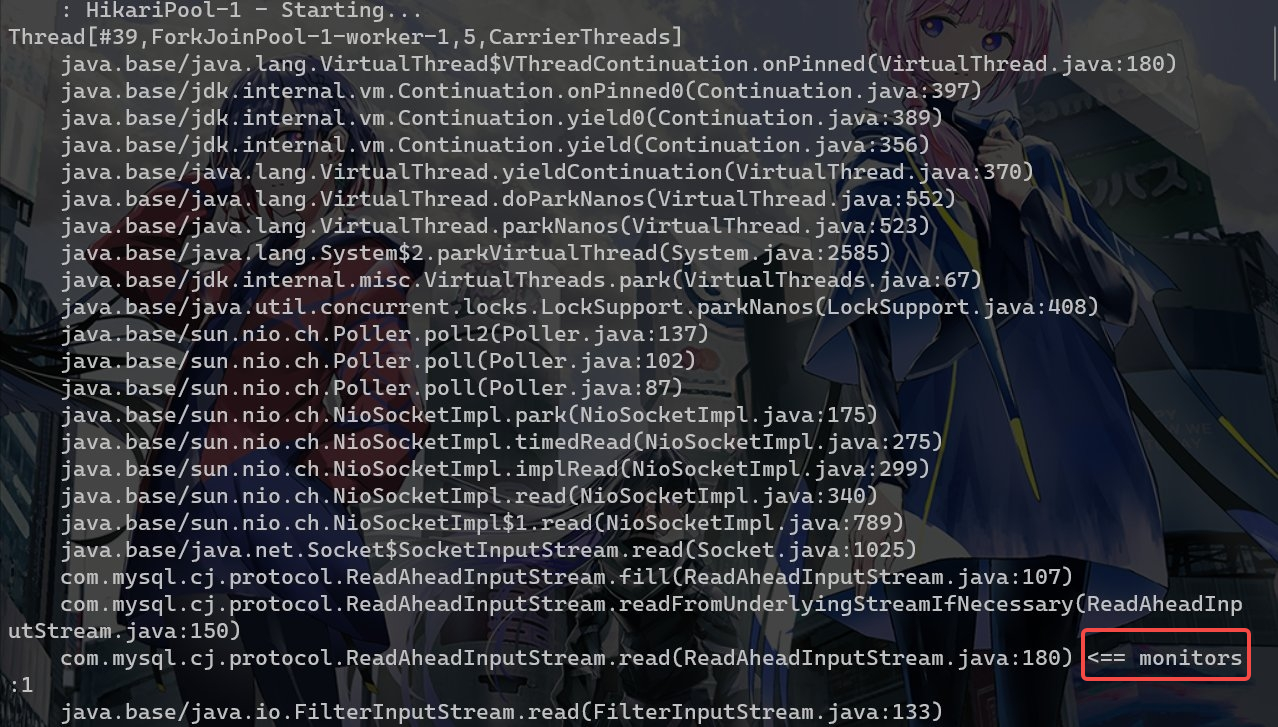 : HikariPool-1 - Starting...
Thread[#39,ForkJoinPool-1-worker-1,5,CarrierThreads]
java.base/java.lang.VirtualThread$VThreadContinuation.onPinned(VirtualThread.java:180)
java.base/jdk.internal.vm.Continuation.onPinned0(Continuation.java:397)
java.base/jdk.internal.vm.Continuation.yield0(Continuation.java:389)
java.base/jdk.internal.vm.Continuation.yield(Continuation.java:356)
java.base/java.lang.VirtualThread.yieldContinuation(VirtualThread.java:370)
java.base/java.lang.VirtualThread.doParkNanos(VirtualThread.java:552)
java.base/java.lang.VirtualThread.parkNanos(VirtualThread.java:523)
java.base/java.lang.System$2.parkVirtualThread(System.java:2585)
java.base/jdk.internal.misc.VirtualThreads.park(VirtualThreads.java:67)
java.base/java.util.concurrent.locks.LockSupport.parkNanos(LockSupport.java:408)
java.base/sun.nio.ch.Poller.poll2(Poller.java:137)
java.base/sun.nio.ch.Poller.poll(Poller.java:102)
java.base/sun.nio.ch.Poller.poll(Poller.java:87)
java.base/sun.nio.ch.NioSocketImpl.park(NioSocketImpl.java:175)
java.base/sun.nio.ch.NioSocketImpl.timedRead(NioSocketImpl.java:275)
java.base/sun.nio.ch.NioSocketImpl.implRead(NioSocketImpl.java:299)
java.base/sun.nio.ch.NioSocketImpl.read(NioSocketImpl.java:340)
java.base/sun.nio.ch.NioSocketImpl$1.read(NioSocketImpl.java:789)
java.base/java.net.Socket$SocketInputStream.read(Socket.java:1025)
com.mysql.cj.protocol.ReadAheadInputStream.fill(ReadAheadInputStream.java:107)
com.mysql.cj.protocol.ReadAheadInputStream.readFromUnderlyingStreamIfNecessary(ReadAheadInp
utStream.java:150)
com.mysql.cj.protocol.ReadAheadInputStream.read(ReadAheadInputStream.java:180) <== monitors
:1
java.base/java.io.FilterInputStream.read(FilterInputStream.java:133)